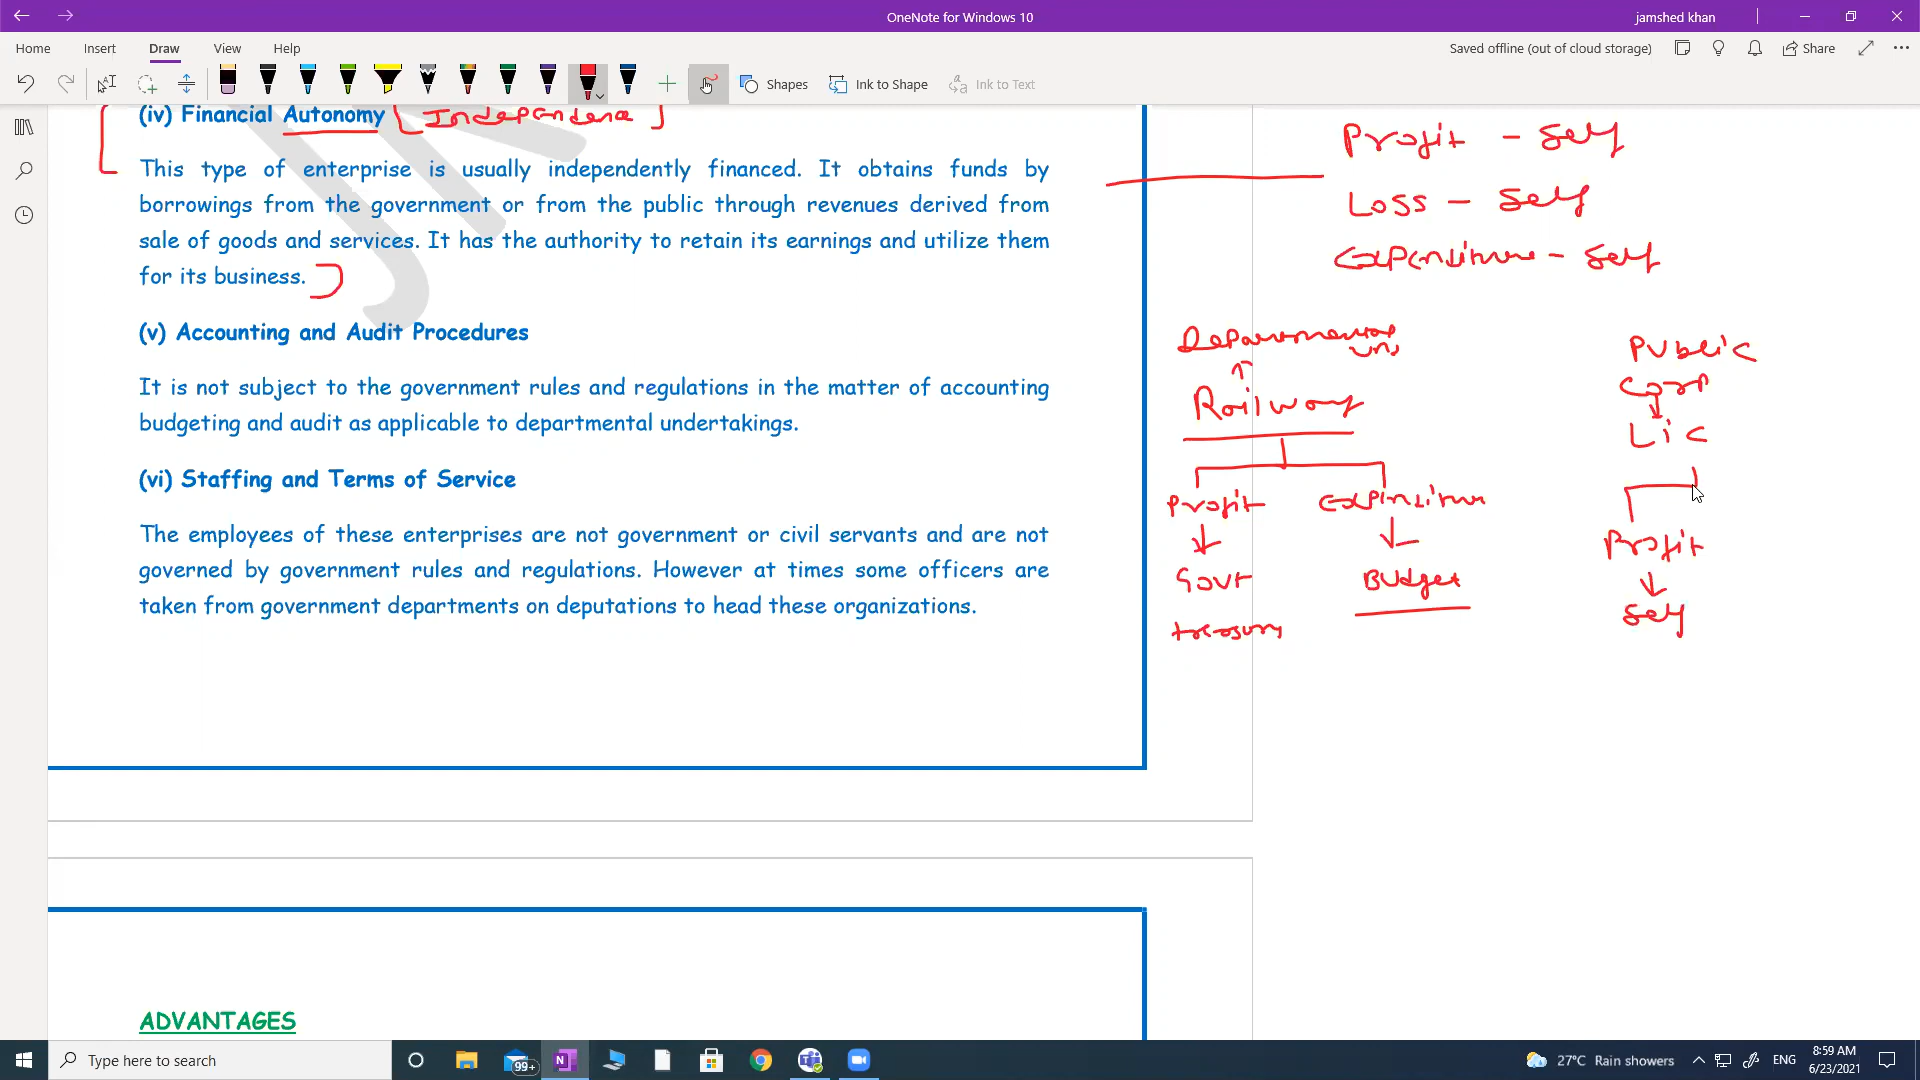 OneNote for Windows 10
jamshed khan
Home Insert Draw View Help
Saved offline (out of cloud storage)
Share
Shapes
Ink to Shape
Ink to Text
(iv) Financial Autonomy [Independence]
This type of enterprise is usually independently financed. It obtains funds by
borrowings from the government or from the public through revenues derived from
sale of goods and services. It has the authority to retain its earnings and utilize them
for its business.
(v) Accounting and Audit Procedures
It is not subject to the government rules and regulations in the matter of accounting
budgeting and audit as applicable to departmental undertakings.
(vi) Staffing and Terms of Service
The employees of these enterprises are not government or civil servants and are not
governed by government rules and regulations. However at times some officers are
taken from government departments on deputations to head these organizations.
ADVANTAGES
Profit - Self
Loss - Self
Expenditure - Self
Departmental
Railway
Profit Expenditure
Govt Budget
treasury
Public
Corp
Lic
Profit
Self
Type here to search
99+
27°C Rain showers
ENG
8:59 AM
6/23/2021